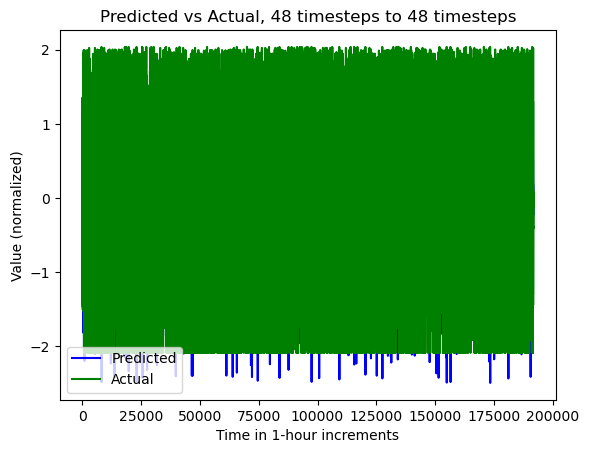 Predicted vs Actual, 48 timesteps to 48 timesteps
Value (normalized)
2
1
0
−1
−2
Predicted
Actual
0 25000 50000 75000 100000 125000 150000 175000 200000
Time in 1-hour increments